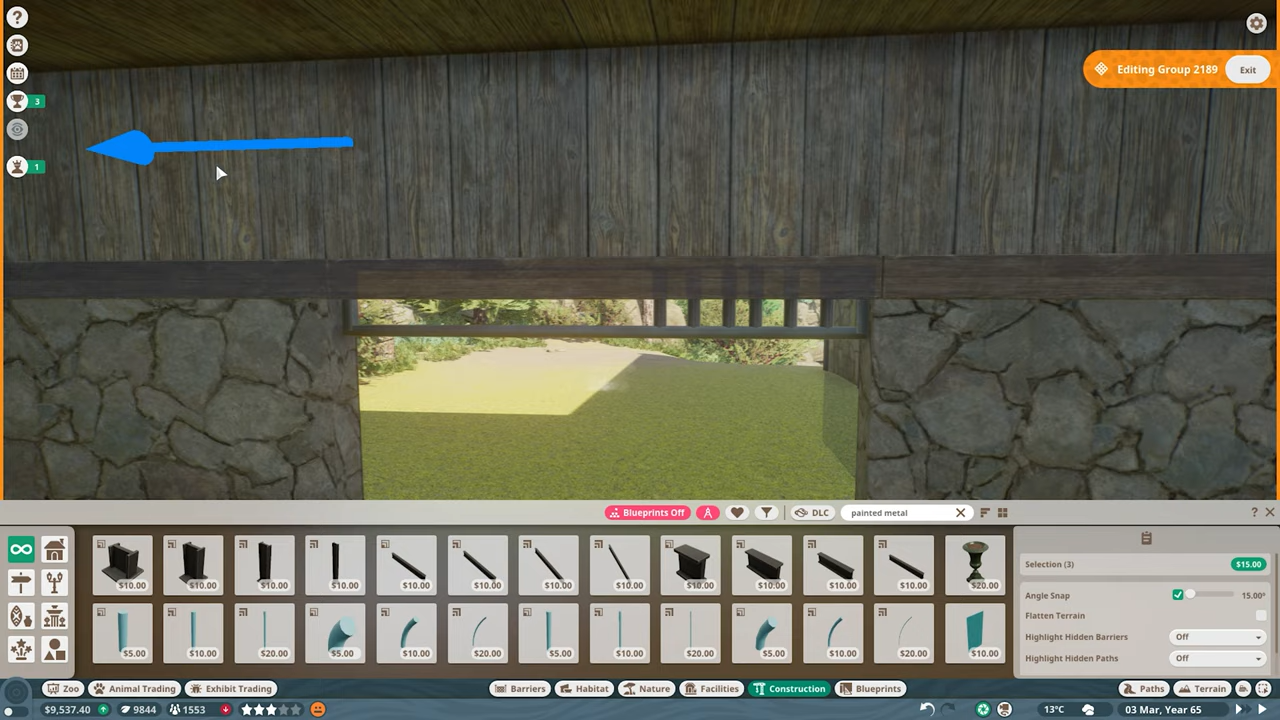 ?
Editing Group 2189
Exit
3
1
Blueprints Off
DLC
painted metal
?
$10.00
$10.00
$10.00
$10.00
$10.00
$10.00
$10.00
$10.00
$10.00
$10.00
$10.00
$10.00
$20.00
$5.00
$10.00
$20.00
$5.00
$10.00
$20.00
$5.00
$10.00
$20.00
$5.00
$10.00
$20.00
$10.00
Selection (3)
$15.00
Angle Snap
15.00°
Flatten Terrain
Highlight Hidden Barriers
Off
Highlight Hidden Paths
Off
Zoo
Animal Trading
Exhibit Trading
Barriers
Habitat
Nature
Facilities
Construction
Blueprints
Paths
Terrain
$9,537.40
9844
1553
13°C
03 Mar, Year 65